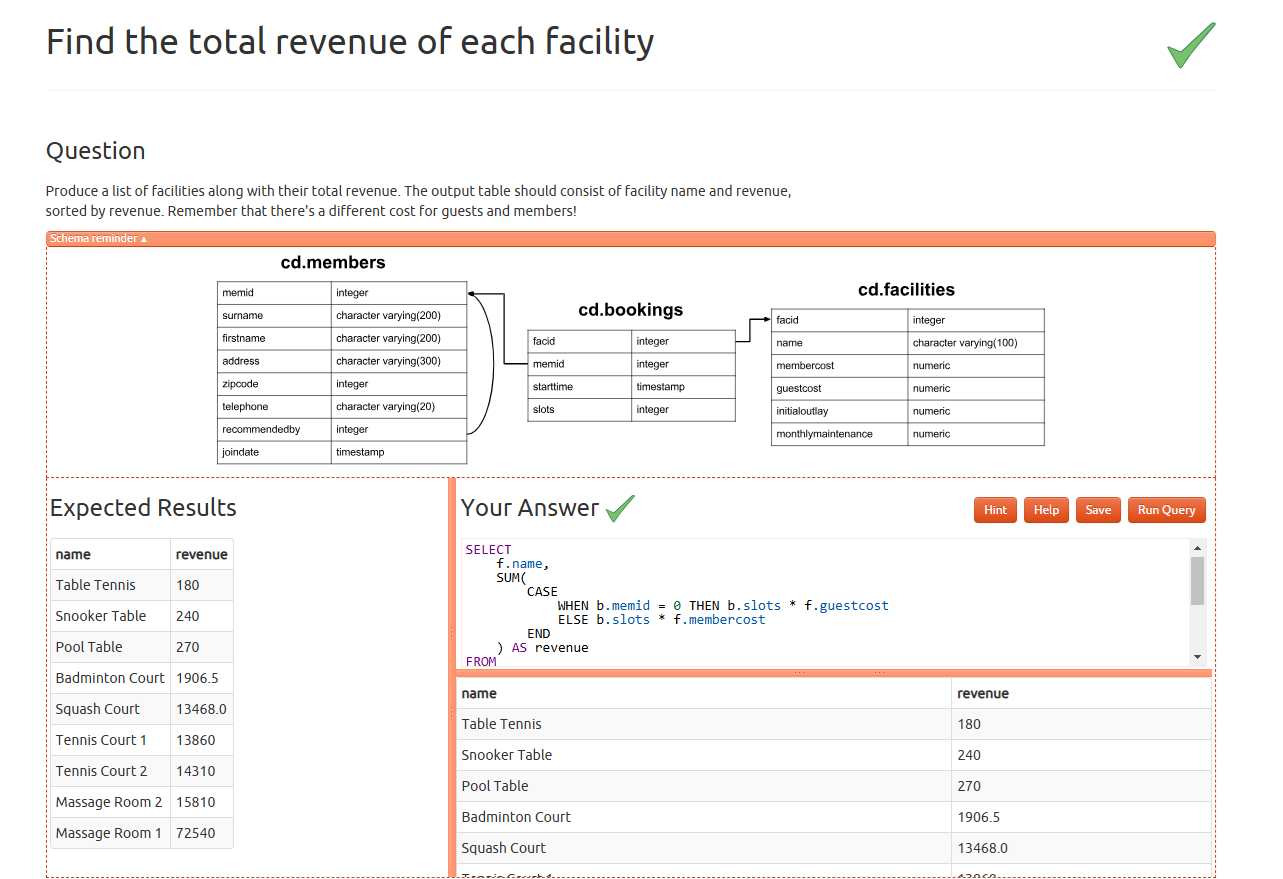 Find the total revenue of each facility
Question
Produce a list of facilities along with their total revenue. The output table should consist of facility name and revenue,
sorted by revenue. Remember that there's a different cost for guests and members!
Schema reminder ▲
cd.members
memid integer
surname character varying(200)
firstname character varying(200)
address character varying(300)
zipcode integer
telephone character varying(20)
recommendedby integer
joindate timestamp
cd.bookings
facid integer
memid integer
starttime timestamp
slots integer
cd.facilities
facid integer
name character varying(100)
membercost numeric
guestcost numeric
initialoutlay numeric
monthlymaintenance numeric
Expected Results
name revenue
Table Tennis 180
Snooker Table 240
Pool Table 270
Badminton Court 1906.5
Squash Court 13468.0
Tennis Court 1 13860
Tennis Court 2 14310
Massage Room 2 15810
Massage Room 1 72540
Your Answer
Hint Help Save Run Query
SELECT
f.name,
SUM(
CASE
WHEN b.memid = 0 THEN b.slots * f.guestcost
ELSE b.slots * f.membercost
END
) AS revenue
FROM
name revenue
Table Tennis 180
Snooker Table 240
Pool Table 270
Badminton Court 1906.5
Squash Court 13468.0
Tennis Court 1 13860